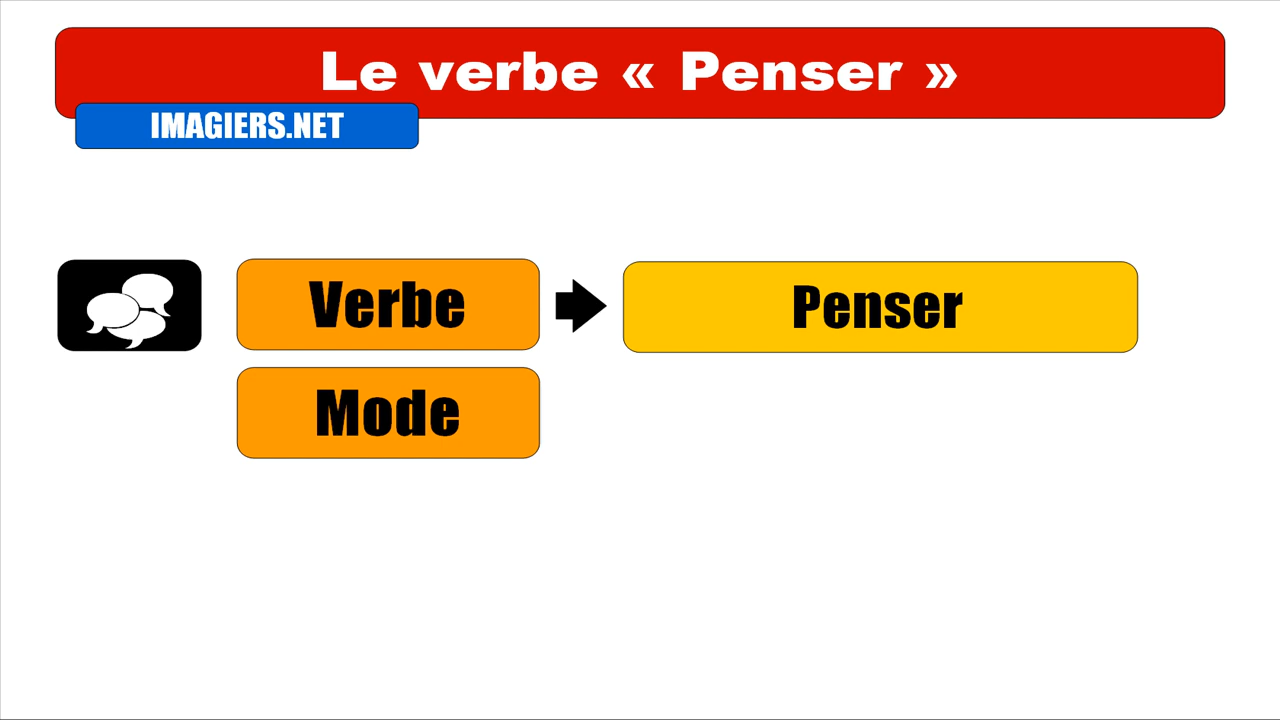 Le verbe « Penser »
IMAGIERS.NET
Verbe
Penser
Mode